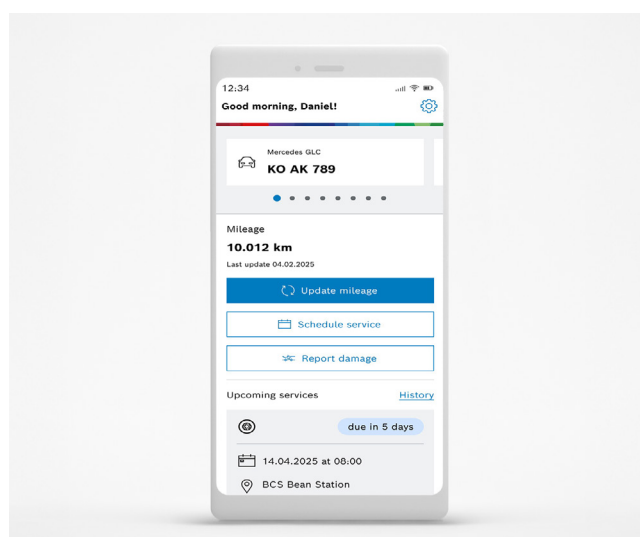 12:34
Good morning, Daniel!
Mercedes GLC
KO AK 789
Mileage
10.012 km
Last update 04.02.2025
Update mileage
Schedule service
Report damage
Upcoming services History
due in 5 days
14.04.2025 at 08:00
BCS Bean Station